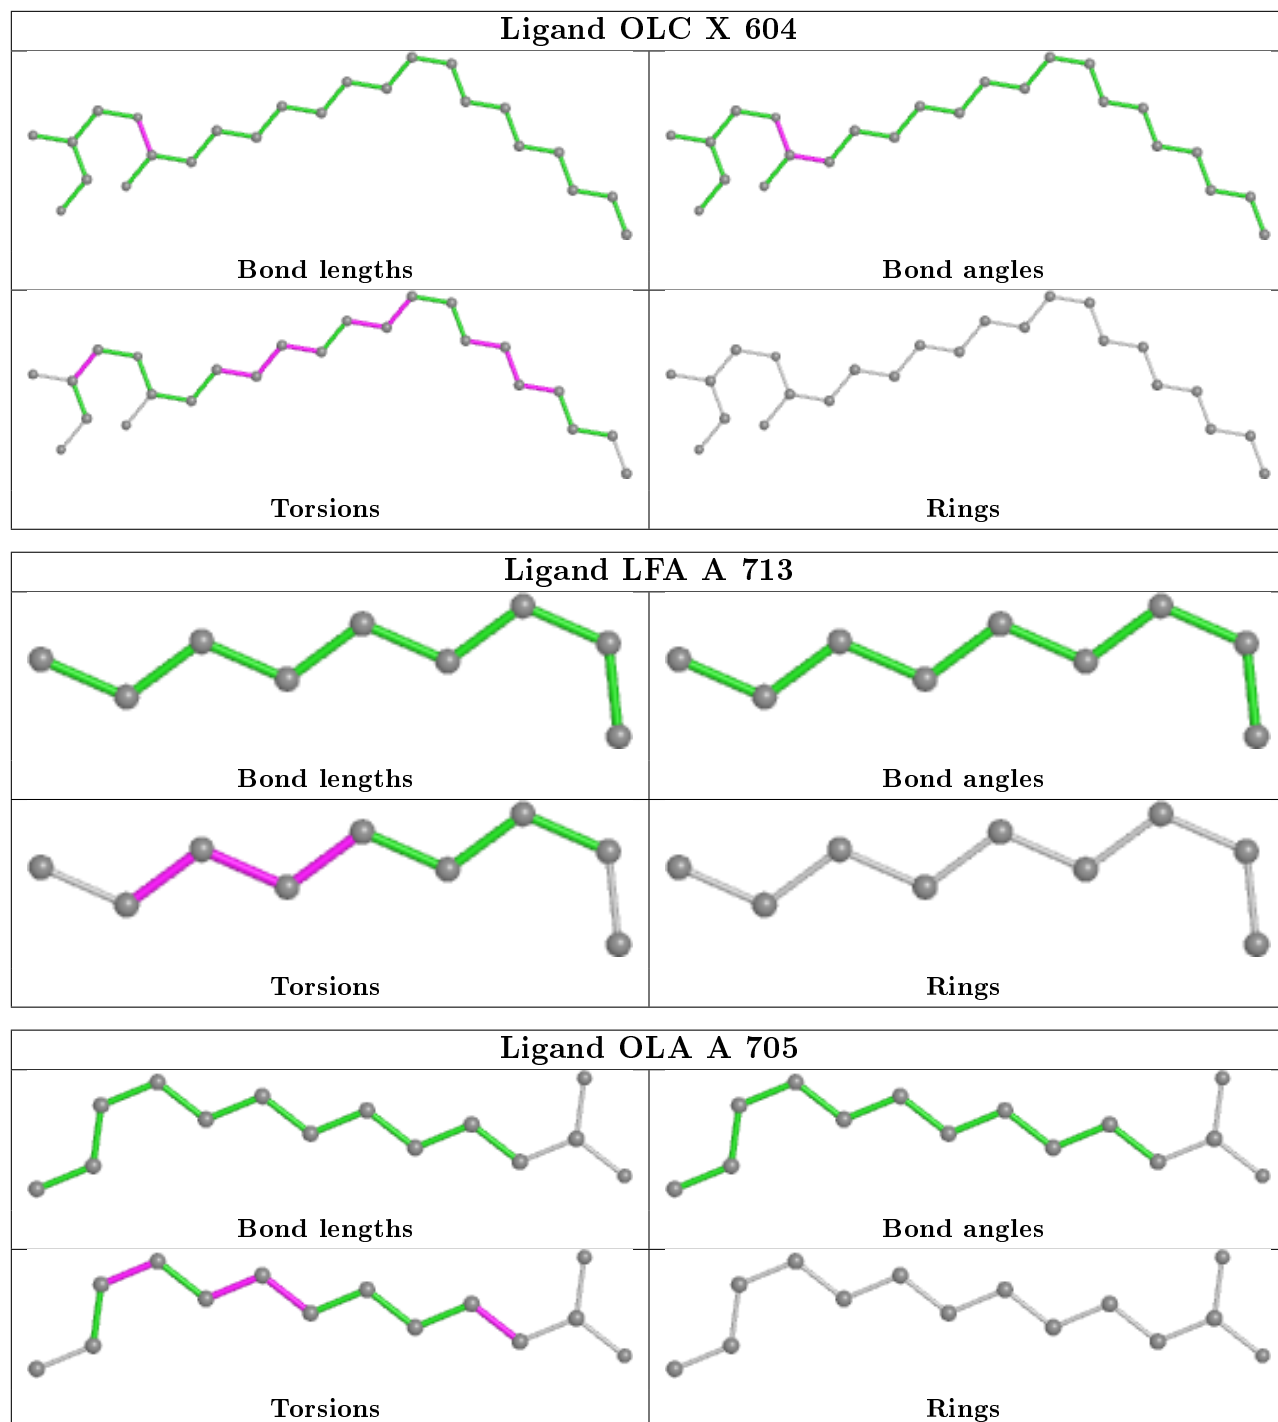 Ligand OLC X 604
Bond lengths
Bond angles
Torsions
Rings
Ligand LFA A 713
Bond lengths
Bond angles
Torsions
Rings
Ligand OLA A 705
Bond lengths
Bond angles
Torsions
Rings